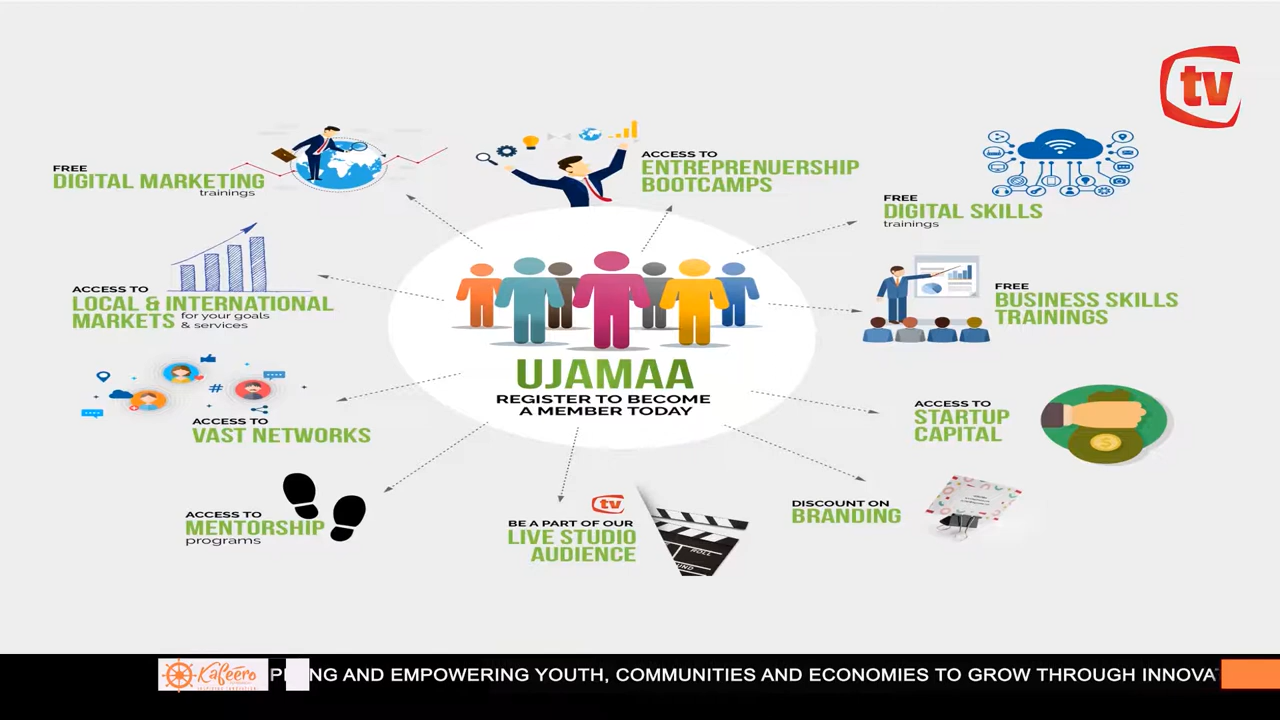 tv
FREE
DIGITAL MARKETING
trainings
ACCESS TO
ENTREPRENUERSHIP
BOOTCAMPS
FREE
DIGITAL SKILLS
trainings
ACCESS TO
LOCAL & INTERNATIONAL
MARKETS for your goals
& services
FREE
BUSINESS SKILLS
TRAININGS
UJAMAA
REGISTER TO BECOME
A MEMBER TODAY
#
ACCESS TO
VAST NETWORKS
ACCESS TO
STARTUP
CAPITAL
ACCESS TO
MENTORSHIP
programs
tv
BE A PART OF OUR
LIVE STUDIO
AUDIENCE
ROLL
DISCOUNT ON
BRANDING
Kafeero
NG AND EMPOWERING YOUTH, COMMUNITIES AND ECONOMIES TO GROW THROUGH INNOVA